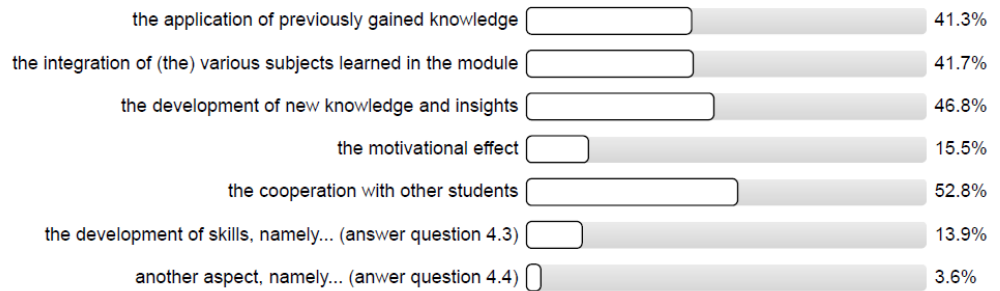 the application of previously gained knowledge 41.3%
the integration of (the) various subjects learned in the module 41.7%
the development of new knowledge and insights 46.8%
the motivational effect 15.5%
the cooperation with other students 52.8%
the development of skills, namely... (answer question 4.3) 13.9%
another aspect, namely... (anwer question 4.4) 3.6%